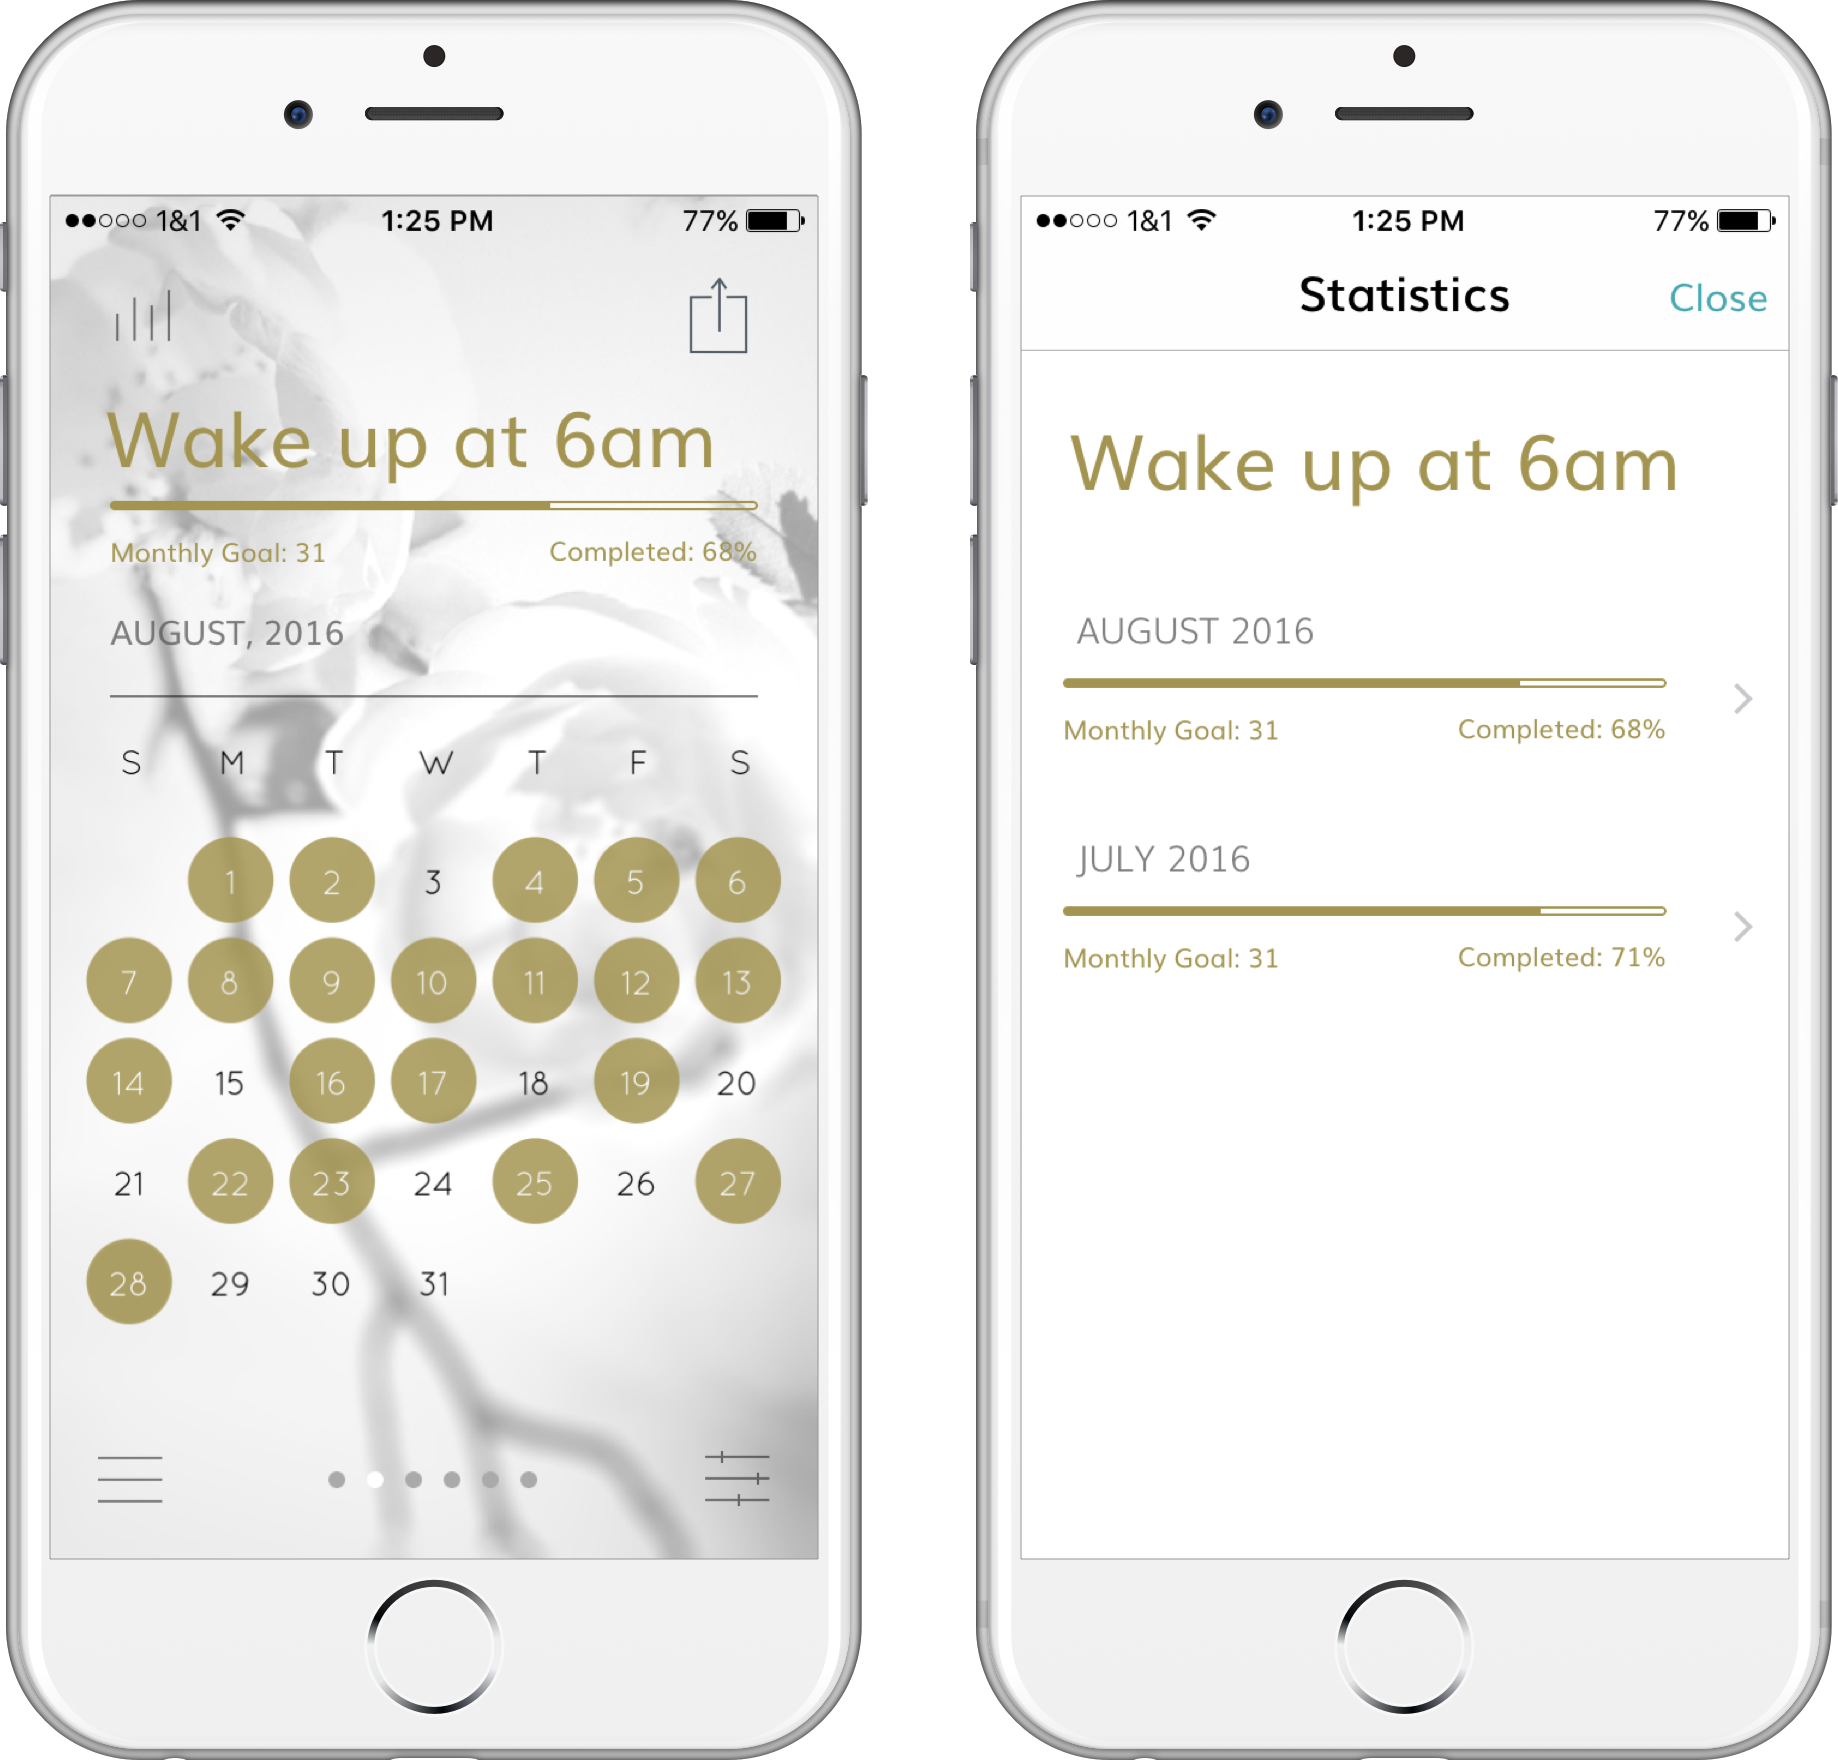 1&1 1:25 PM 77%
Wake up at 6am
Monthly Goal: 31 Completed: 68%
AUGUST, 2016
S M T W T F S
1 2 3 4 5 6
7 8 9 10 11 12 13
14 15 16 17 18 19 20
21 22 23 24 25 26 27
28 29 30 31
1&1 1:25 PM 77%
Statistics Close
Wake up at 6am
AUGUST 2016
Monthly Goal: 31 Completed: 68%
JULY 2016
Monthly Goal: 31 Completed: 71%